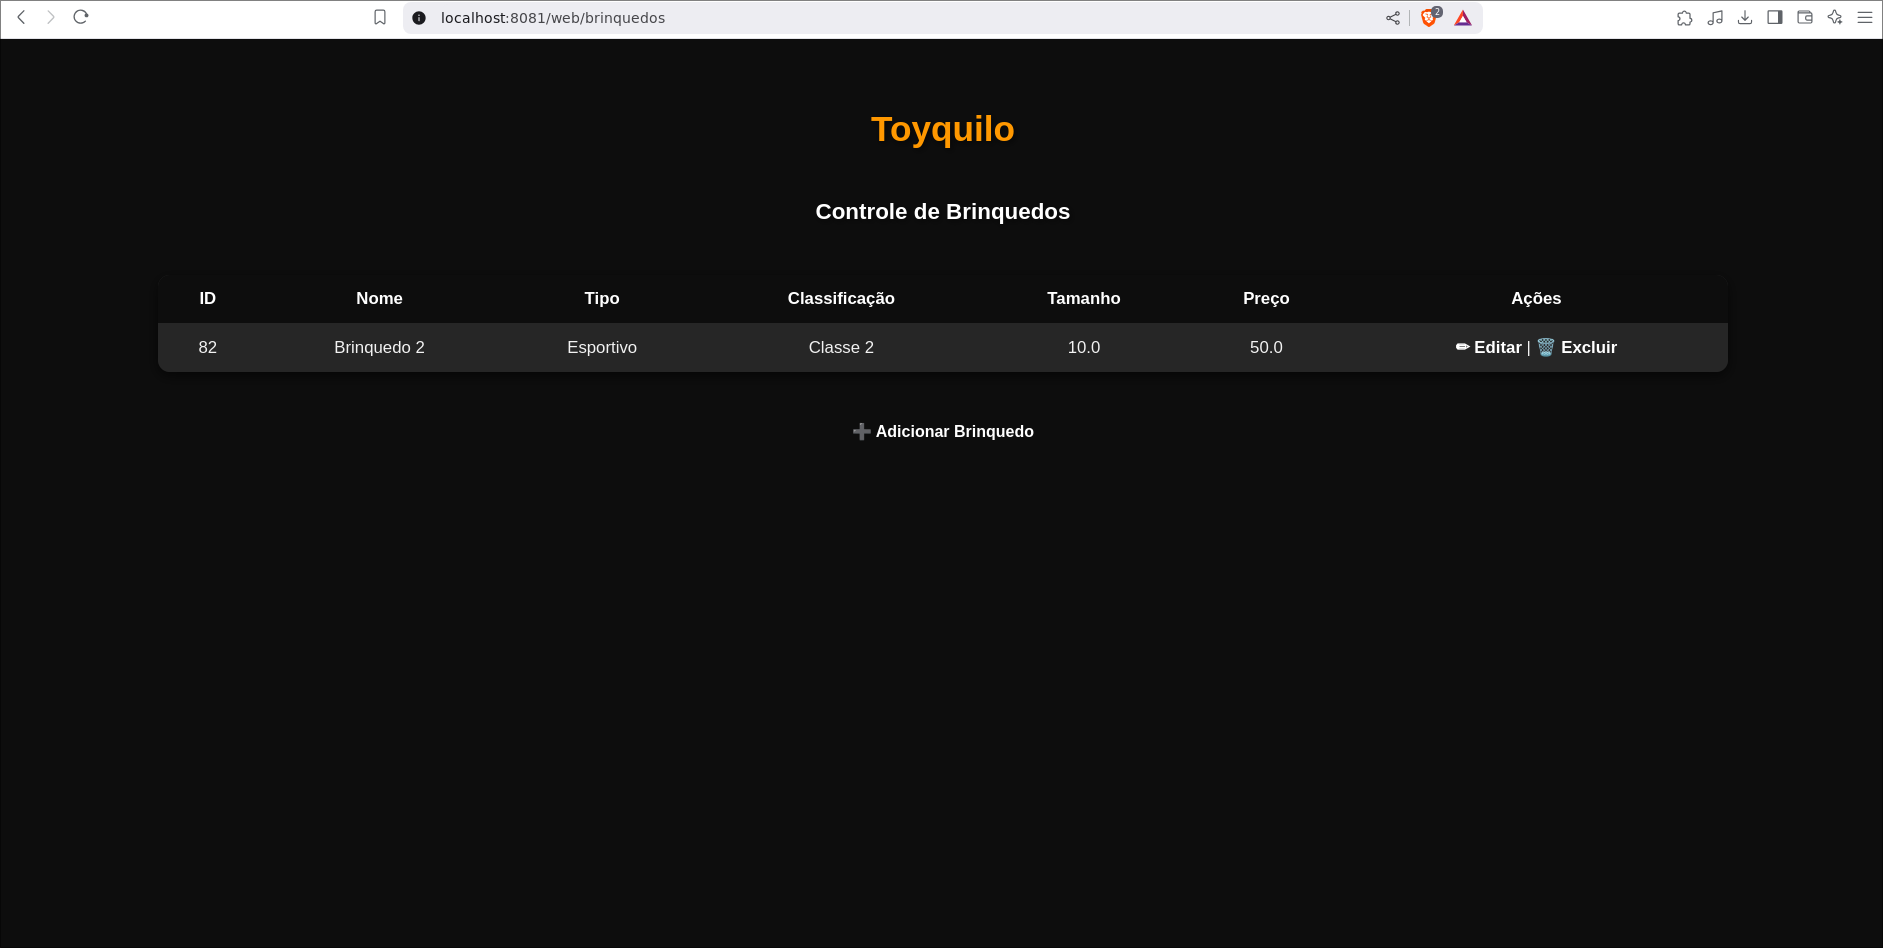 localhost:8081/web/brinquedos
2
Toyquilo
Controle de Brinquedos
ID Nome Tipo Classificação Tamanho Preço Ações
82 Brinquedo 2 Esportivo Classe 2 10.0 50.0 ✏ Editar | 🗑️ Excluir
➕ Adicionar Brinquedo